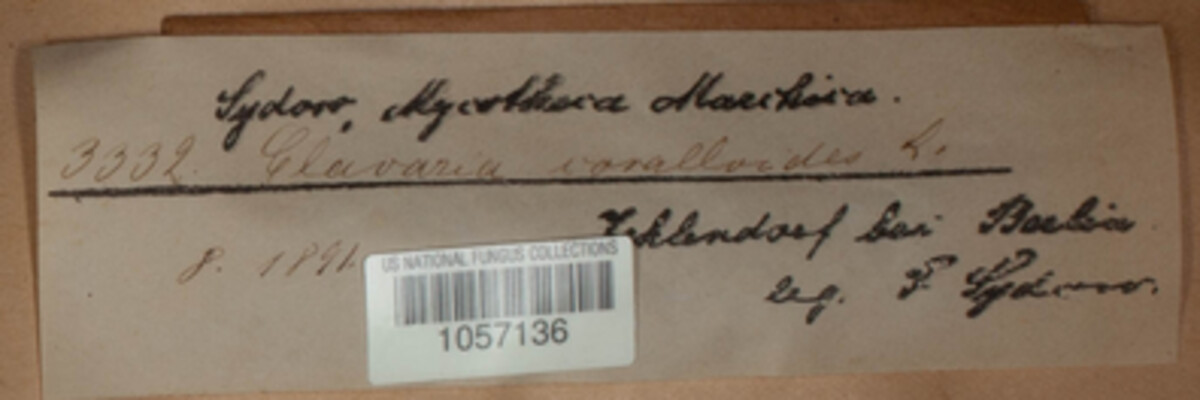 Sydow, Mycotheca Marchica.
3332. Clavaria coralloides L.
Zehlendorf bei Berlin
8. 1891.
leg. P. Sydow.
US NATIONAL FUNGUS COLLECTIONS
1057136